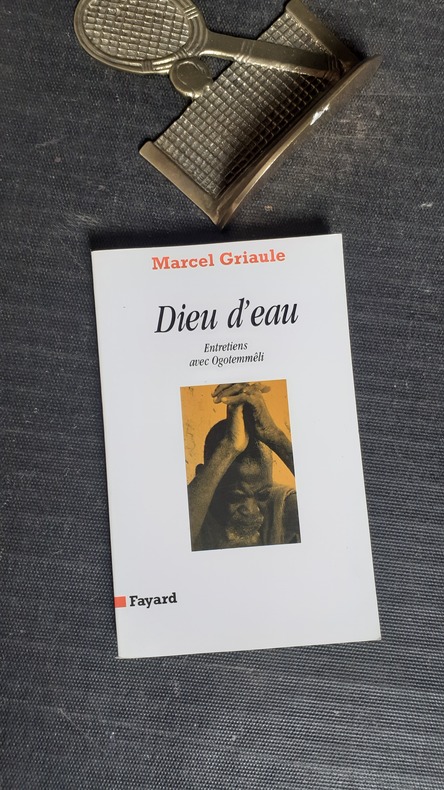 Marcel Griaule
Dieu d'eau
Entretiens
avec Ogotemmêli
Fayard